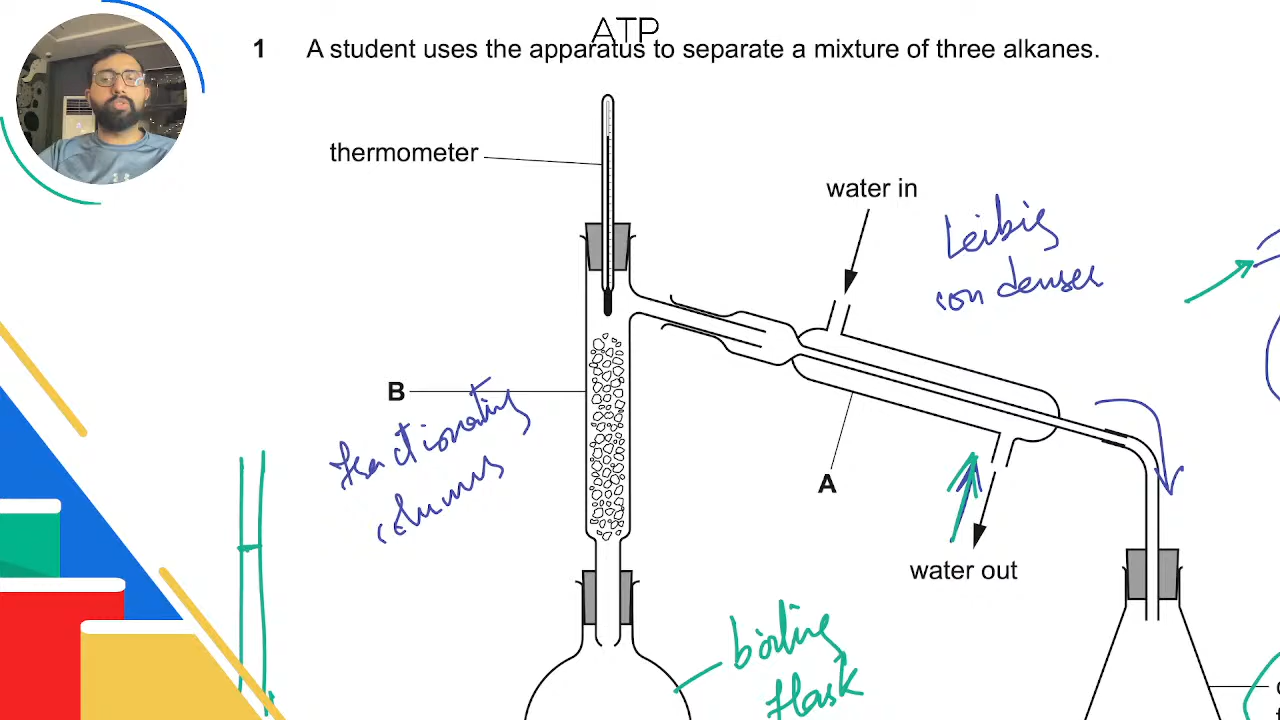 ATP
1 A student uses the apparatus to separate a mixture of three alkanes.
thermometer
water in
Leibig
condenser
B
fractionating
column
A
water out
boiling
flask